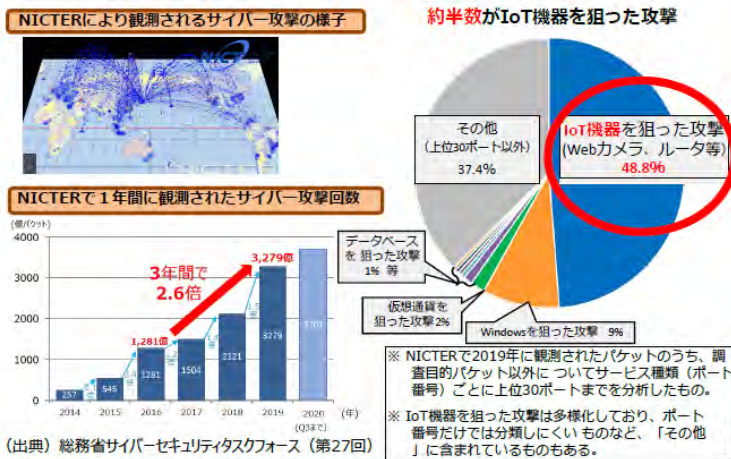 NICTERにより観測されるサイバー攻撃の様子
NICT
NICTERで1年間に観測されたサイバー攻撃回数
(億パケット)
4000
3000
2000
1000
0
3年間で
2.6倍
1,281億
3,279億
257
545
1281
1504
2121
3279
2014
2015
2016
2017
2018
2019
2020
(Q3まで)
(年)
(出典)総務省サイバーセキュリティタスクフォース(第27回)
約半数がIoT機器を狙った攻撃
その他
(上位30ポート以外)
37.4%
IoT機器を狙った攻撃
(Webカメラ、ルータ等)
48.8%
データベース
を 狙った攻撃
1% 等
仮想通貨を
狙った攻撃2%
Windowsを狙った攻撃 9%
※ NICTERで2019年に観測されたパケットのうち、調
査目的パケット以外に ついてサービス種類(ポート
番号)ごとに上位30ポートまでを分析したもの。
※ IoT機器を狙った攻撃は多様化しており、ポート
番号だけでは分類しにくい ものなど、「その他
」に含まれているものもある。